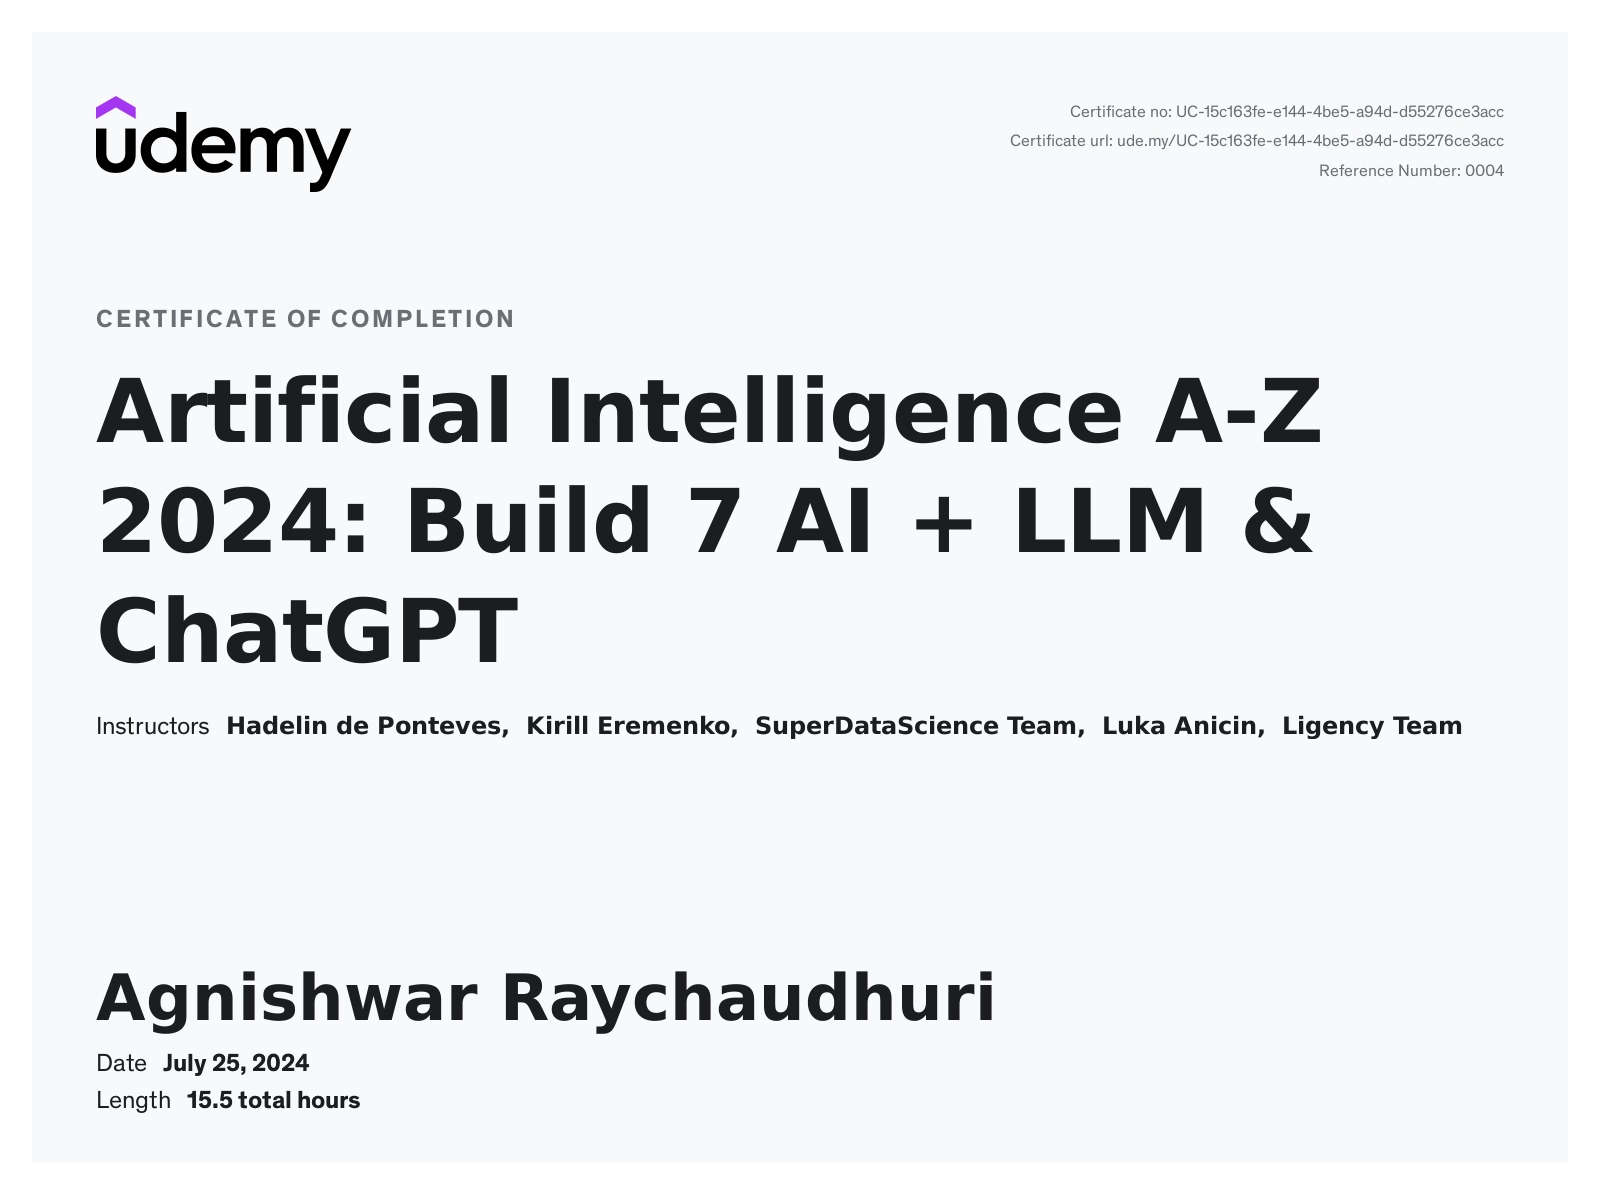 udemy
Certificate no: UC-15c163fe-e144-4be5-a94d-d55276ce3acc
Certificate url: ude.my/UC-15c163fe-e144-4be5-a94d-d55276ce3acc
Reference Number: 0004
CERTIFICATE OF COMPLETION
Artificial Intelligence A-Z
2024: Build 7 AI + LLM &
ChatGPT
Instructors Hadelin de Ponteves, Kirill Eremenko, SuperDataScience Team, Luka Anicin, Ligency Team
Agnishwar Raychaudhuri
Date July 25, 2024
Length 15.5 total hours